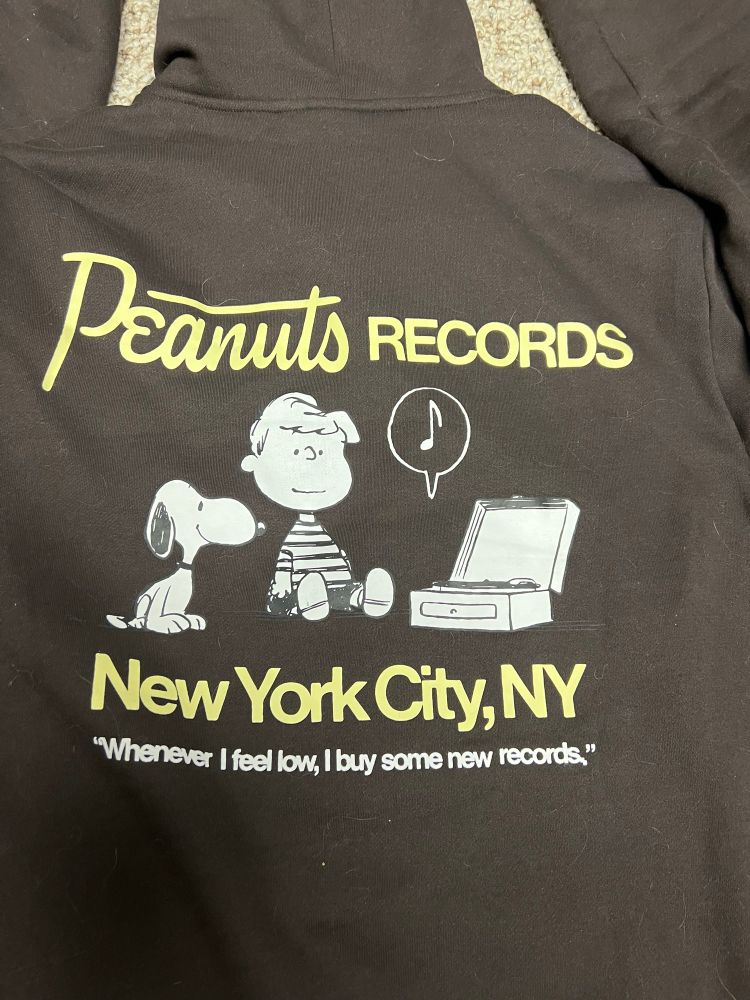 Peanuts RECORDS
New York City, NY
“Whenever I feel low, I buy some new records.”